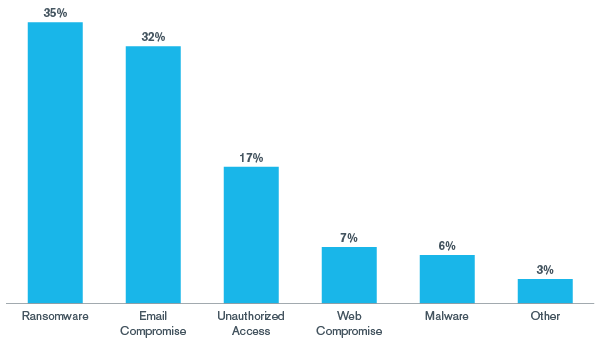 35%
32%
17%
7%
6%
3%
Ransomware
Email
Compromise
Unauthorized
Access
Web
Compromise
Malware
Other